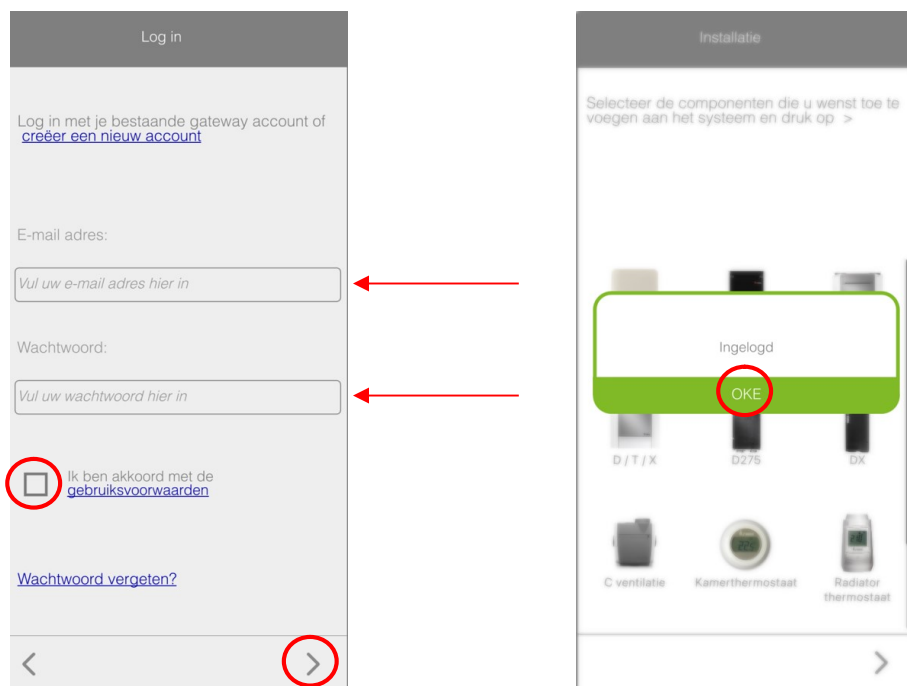 Log in
Log in met je bestaande gateway account of
creëer een nieuw account
E-mail adres:
Vul uw e-mail adres hier in
Wachtwoord:
Vul uw wachtwoord hier in
Ik ben akkoord met de
gebruiksvoorwaarden
Wachtwoord vergeten?
Installatie
Selecteer de componenten die u wenst toe te
voegen aan het systeem en druk op >
Ingelogd
OKE
D / T / X
D275
DX
C ventilatie
Kamerthermostaat
Radiator
thermostaat